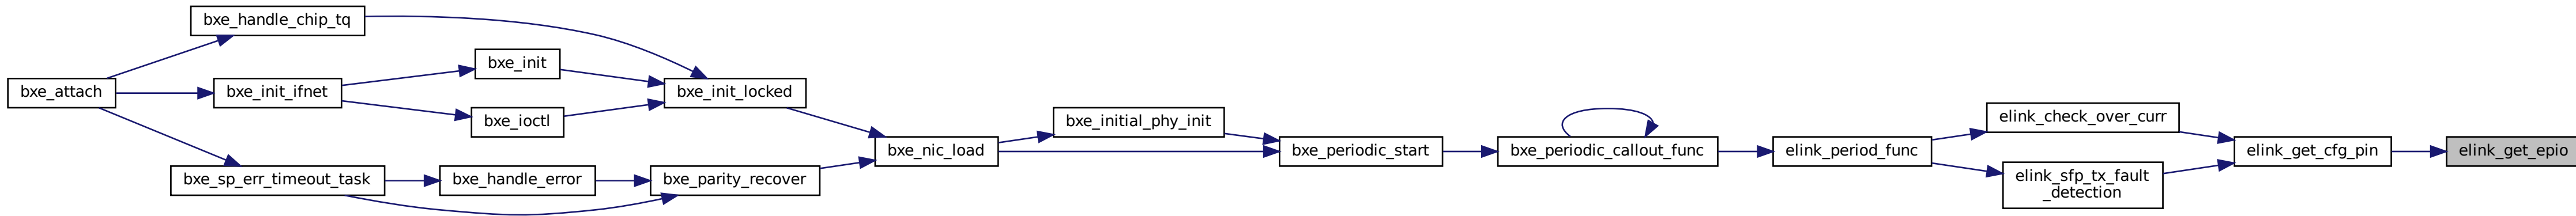 bxe_attach
bxe_handle_chip_tq
bxe_init_ifnet
bxe_sp_err_timeout_task
bxe_init
bxe_ioctl
bxe_handle_error
bxe_init_locked
bxe_parity_recover
bxe_nic_load
bxe_initial_phy_init
bxe_periodic_start
bxe_periodic_callout_func
elink_period_func
elink_check_over_curr
elink_sfp_tx_fault
_detection
elink_get_cfg_pin
elink_get_epio